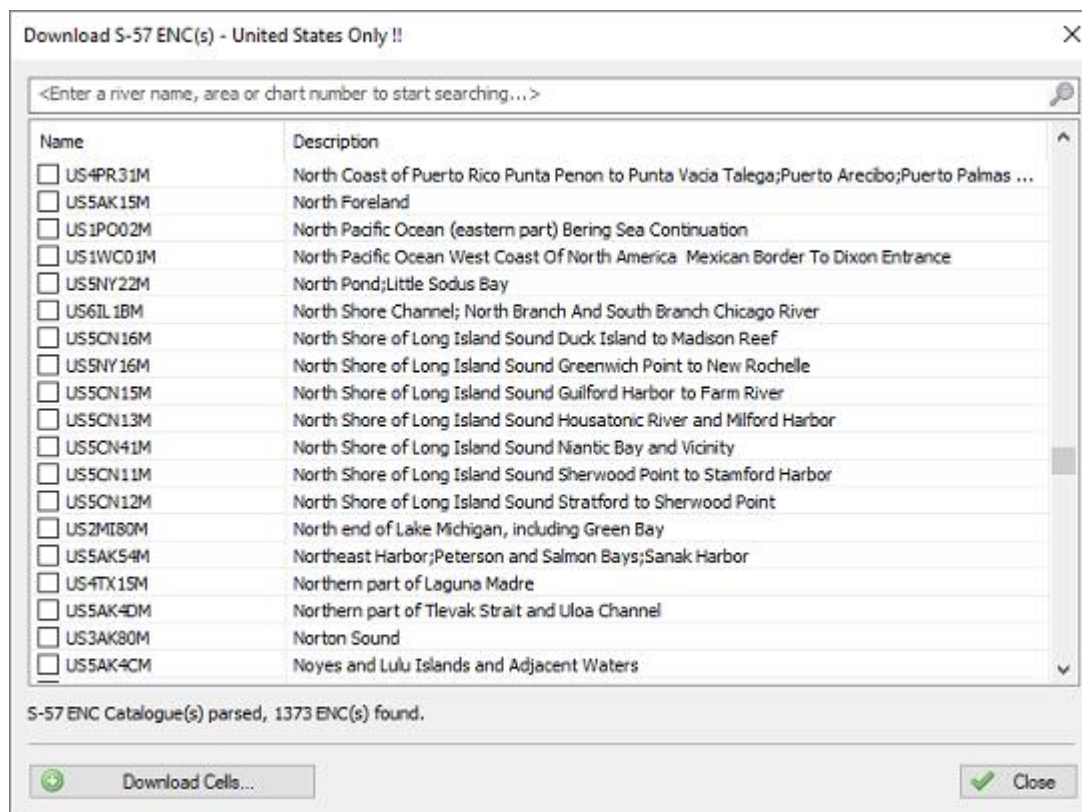 Download S-57 ENC(s) - United States Only !!
<Enter a river name, area or chart number to start searching...>
Name Description
US4PR31M North Coast of Puerto Rico Punta Penon to Punta Vacia Talega;Puerto Arecibo;Puerto Palmas ...
US5AK15M North Foreland
US1PO02M North Pacific Ocean (eastern part) Bering Sea Continuation
US1WC01M North Pacific Ocean West Coast Of North America  Mexican Border To Dixon Entrance
US5NY22M North Pond;Little Sodus Bay
US6IL1BM North Shore Channel; North Branch And South Branch Chicago River
US5CN16M North Shore of Long Island Sound Duck Island to Madison Reef
US5NY16M North Shore of Long Island Sound Greenwich Point to New Rochelle
US5CN15M North Shore of Long Island Sound Guilford Harbor to Farm River
US5CN13M North Shore of Long Island Sound Housatonic River and Milford Harbor
US5CN41M North Shore of Long Island Sound Niantic Bay and Vicinity
US5CN11M North Shore of Long Island Sound Sherwood Point to Stamford Harbor
US5CN12M North Shore of Long Island Sound Stratford to Sherwood Point
US2MI80M North end of Lake Michigan, including Green Bay
US5AK54M Northeast Harbor;Peterson and Salmon Bays;Sanak Harbor
US4TX15M Northern part of Laguna Madre
US5AK4DM Northern part of Tlevak Strait and Uloa Channel
US3AK80M Norton Sound
US5AK4CM Noyes and Lulu Islands and Adjacent Waters
S-57 ENC Catalogue(s) parsed, 1373 ENC(s) found.
Download Cells... Close